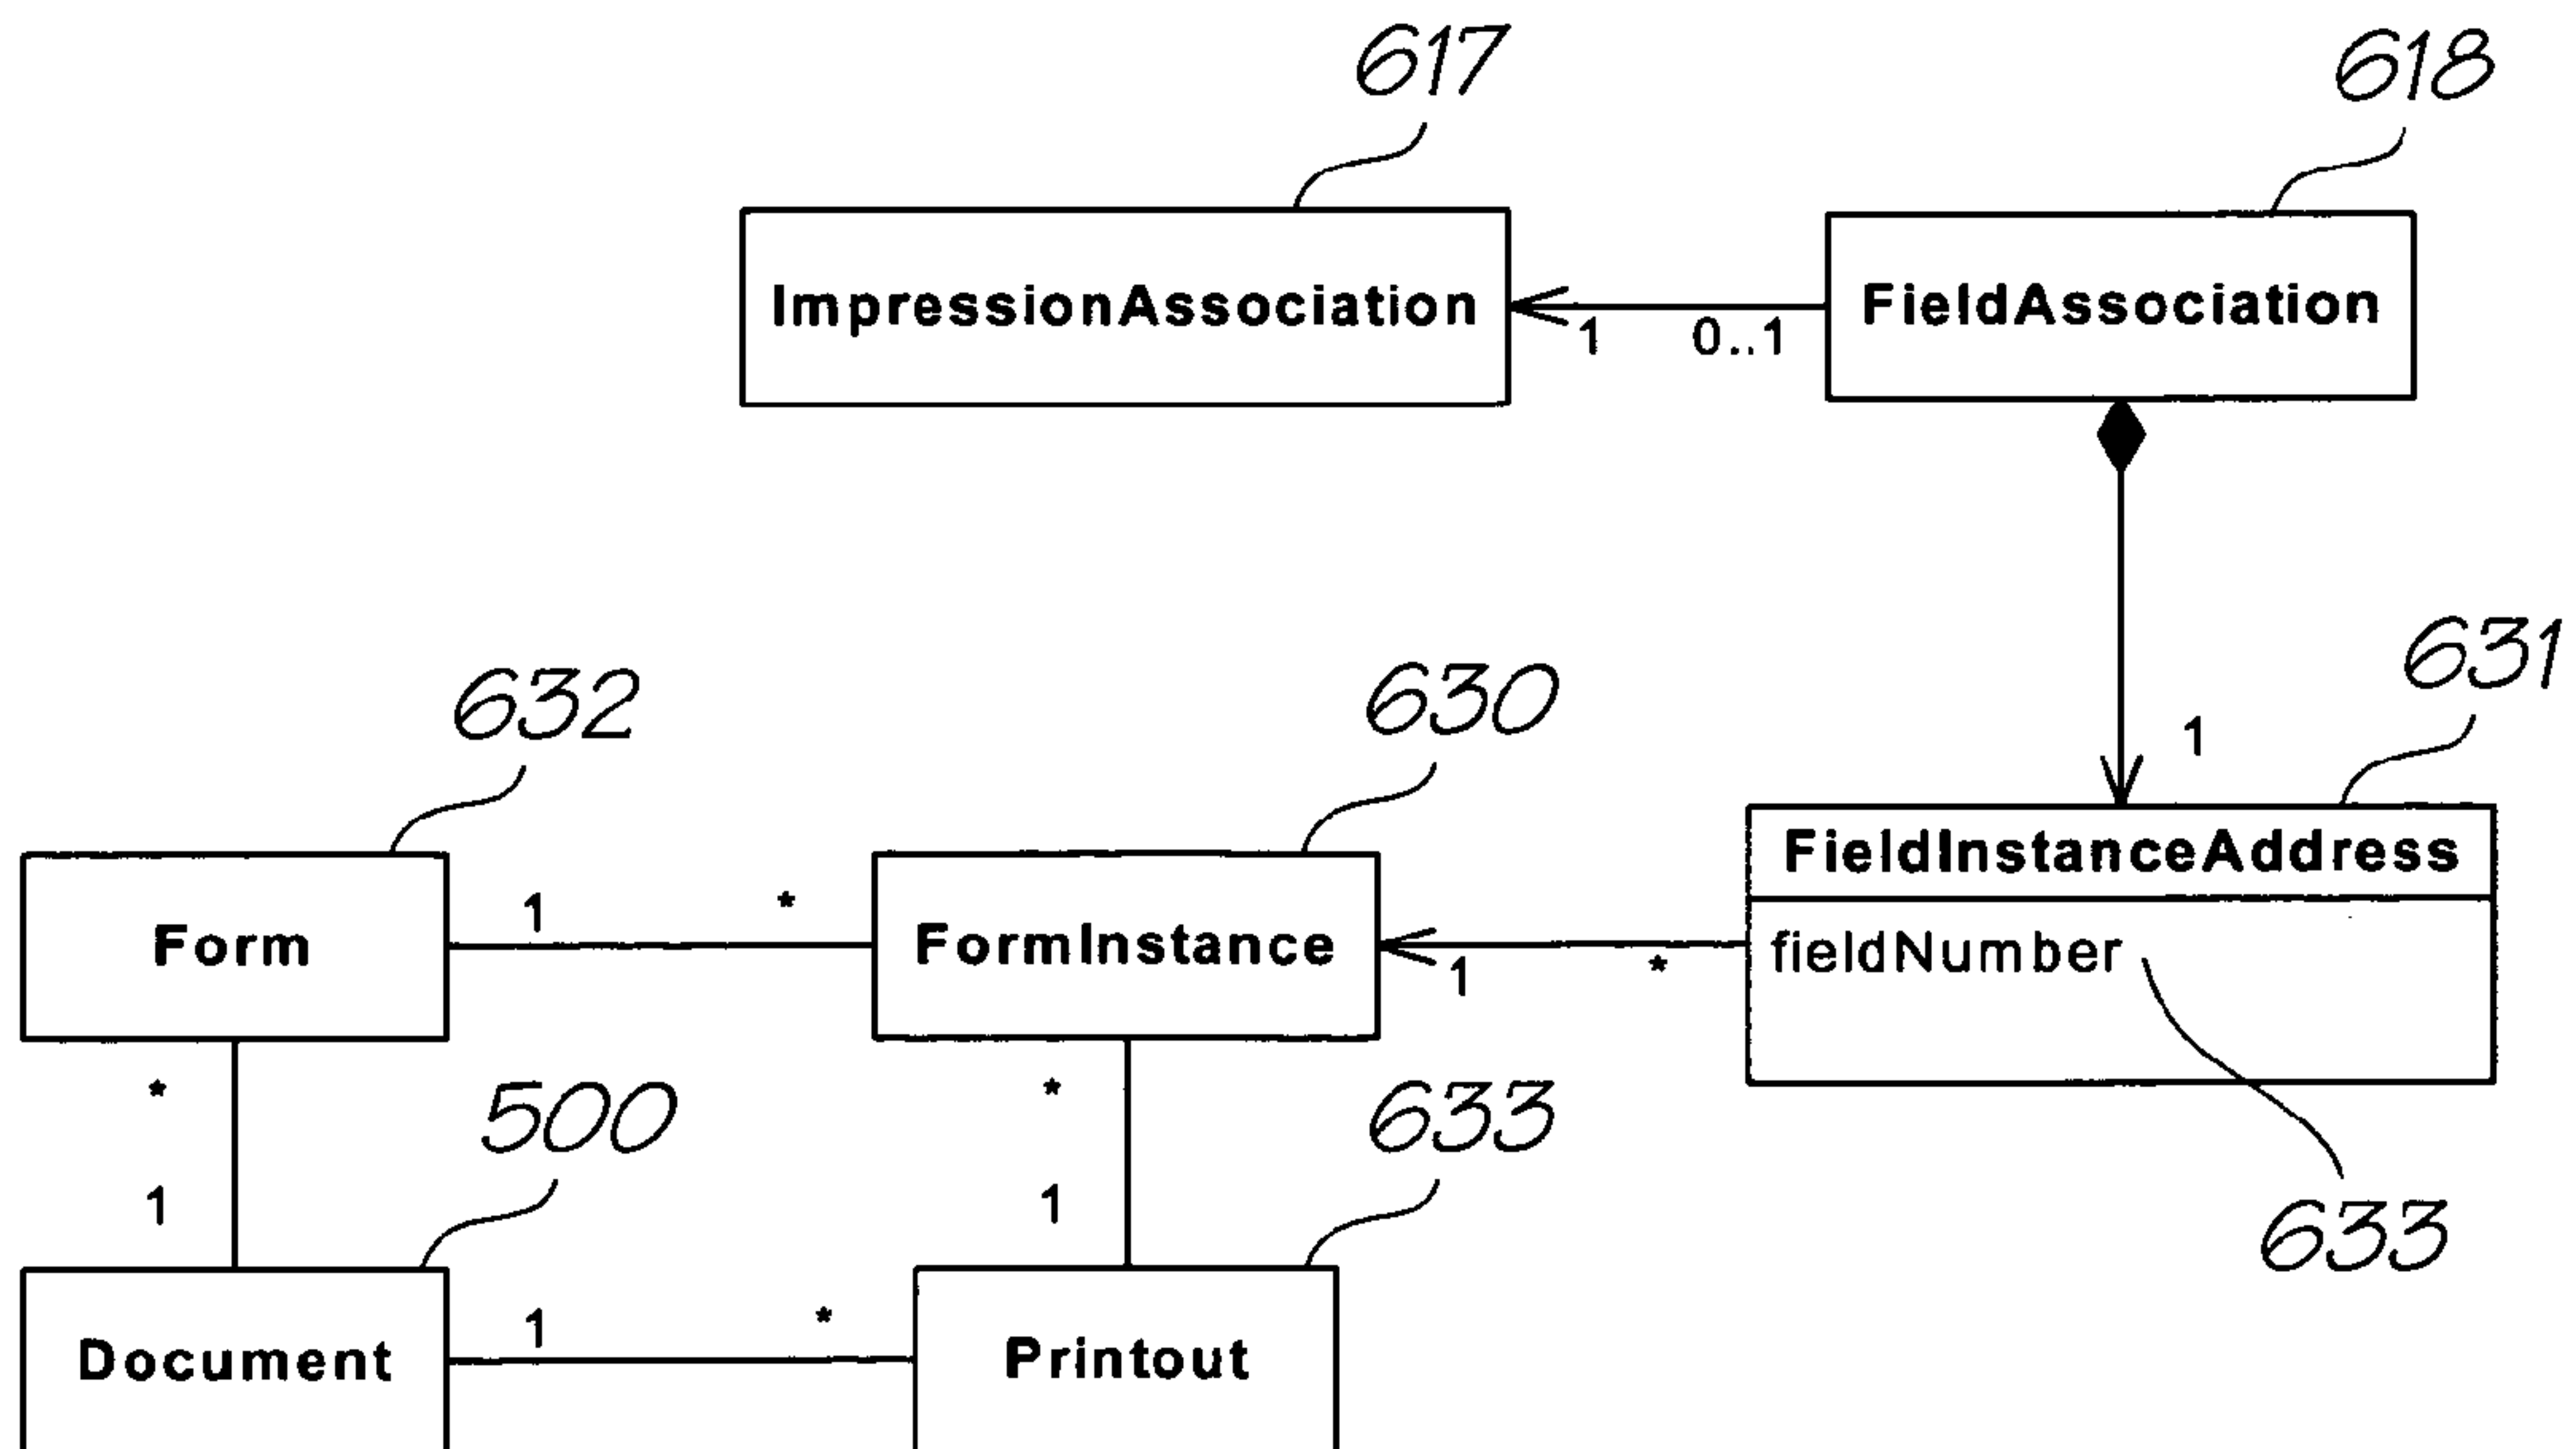 617
618
ImpressionAssociation
1
0..1
FieldAssociation
1
632
630
631
Form
1
*
FormInstance
1
*
FieldInstanceAddress
fieldNumber
*
1
500
*
1
633
633
Document
1
*
Printout